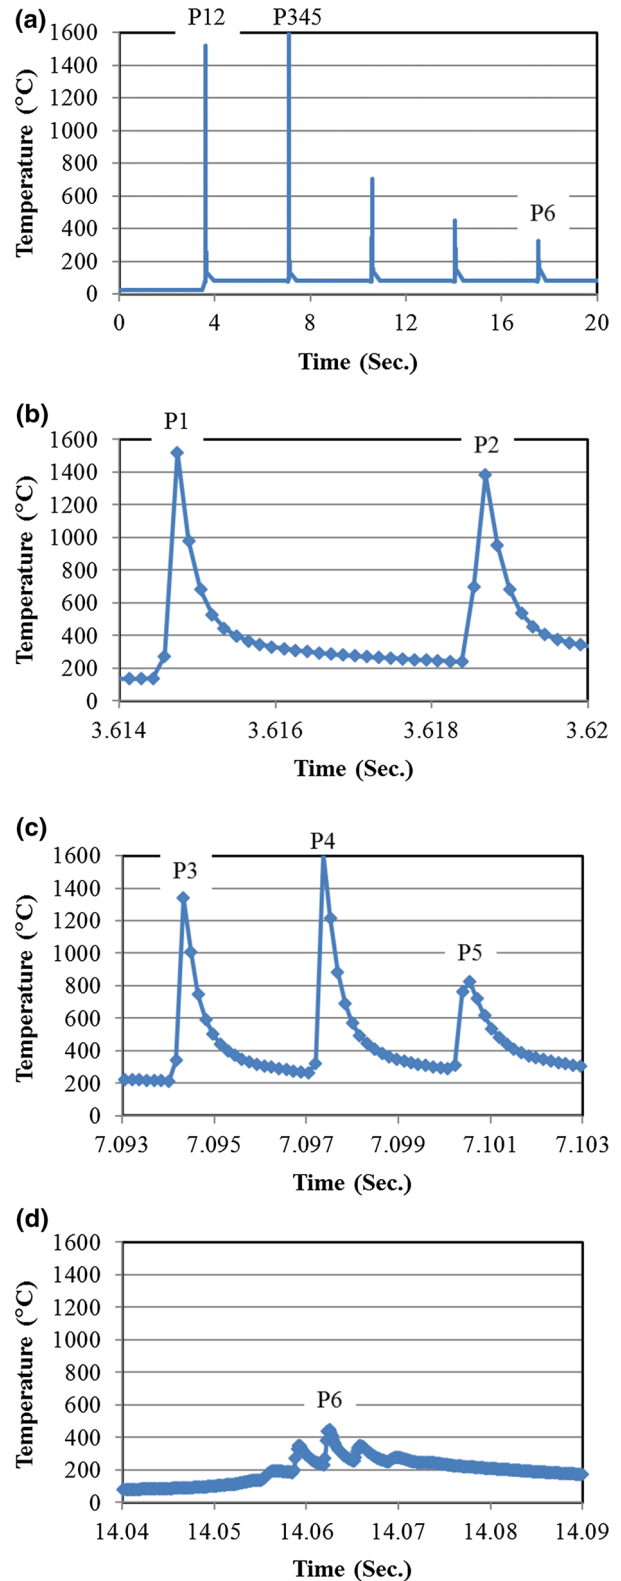 (a)
P12 P345
1600
1400
1200
1000
800
600
400
200
0
P6
Temperature (°C)
0 4 8 12 16 20
Time (Sec.)
(b)
P1
P2
1600
1400
1200
1000
800
600
400
200
0
Temperature (°C)
3.614 3.616 3.618 3.62
Time (Sec.)
(c)
P4
P3
P5
1600
1400
1200
1000
800
600
400
200
0
Temperature (°C)
7.093 7.095 7.097 7.099 7.101 7.103
Time (Sec.)
(d)
1600
1400
1200
1000
800
600
400
200
0
P6
Temperature (°C)
14.04 14.05 14.06 14.07 14.08 14.09
Time (Sec.)